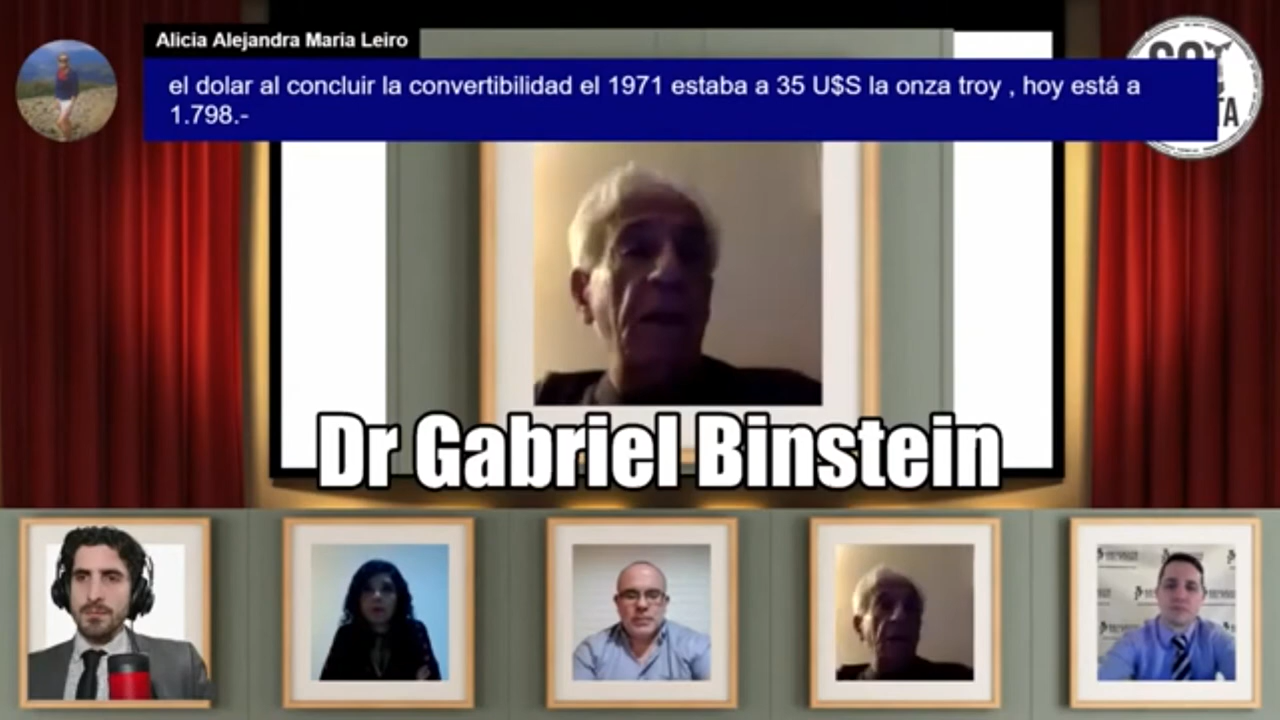 Alicia Alejandra Maria Leiro
el dolar al concluir la convertibilidad el 1971 estaba a 35 U$S la onza troy , hoy está a
1.798.-
Dr Gabriel Binstein